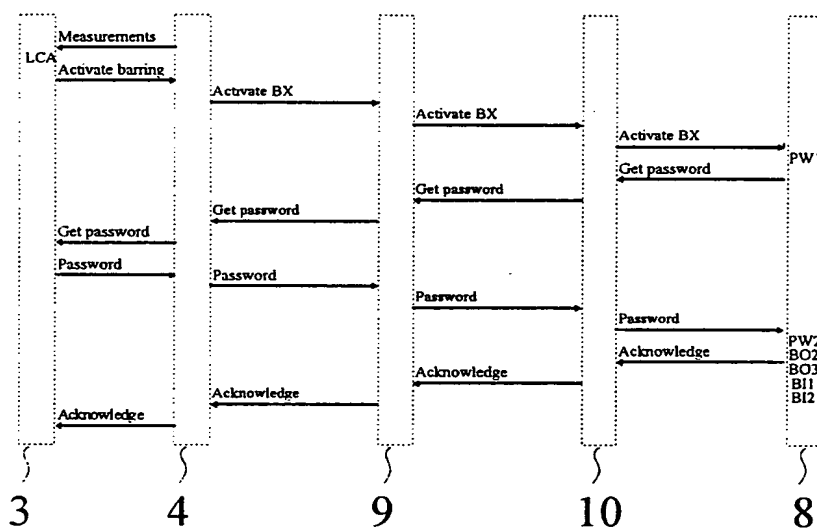 Measurements
LCA
Activate barring
Activate BX
Activate BX
Activate BX
PW1
Get password
Get password
Get password
Get password
Password
Password
Password
Password
PW2
Acknowledge
BO2
BO3
Acknowledge
BI1
BI2
Acknowledge
Acknowledge
3 4 9 10 8